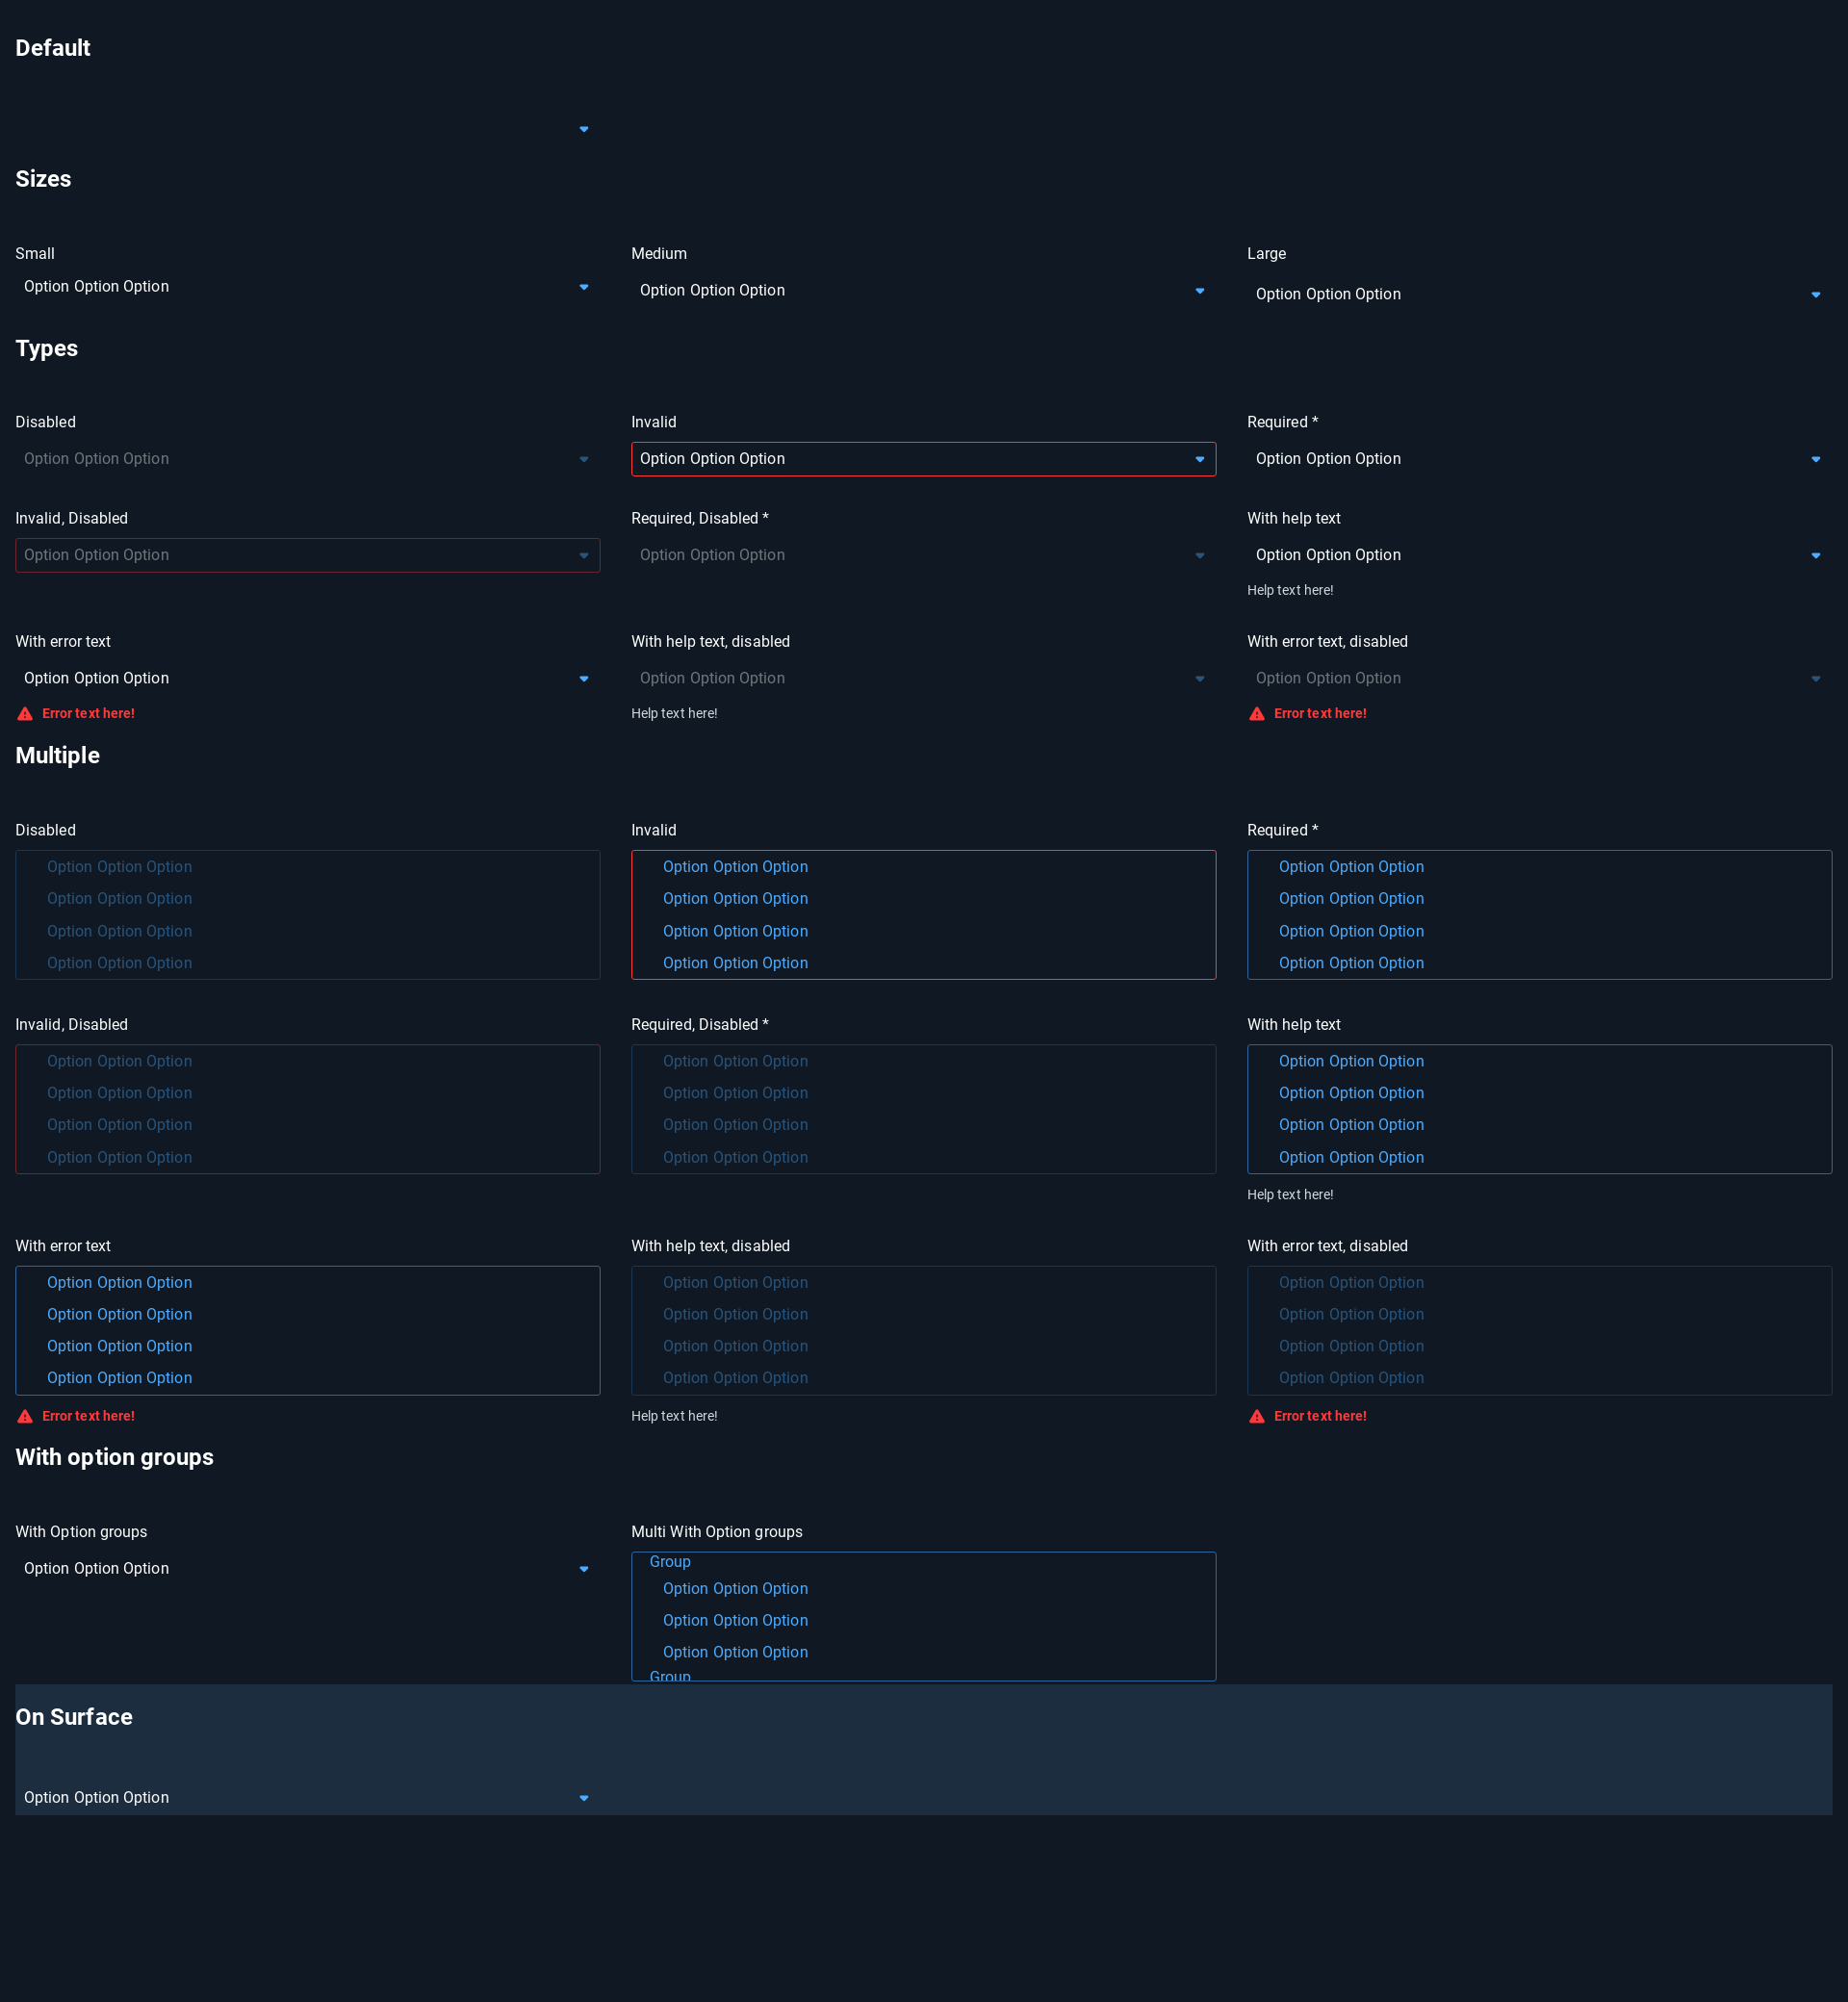 Default
Sizes
Small
Medium
Large
Option Option Option
Option Option Option
Option Option Option
Types
Disabled
Invalid
Required *
Option Option Option
Option Option Option
Option Option Option
Invalid, Disabled
Required, Disabled *
With help text
Option Option Option
Option Option Option
Option Option Option
Help text here!
With error text
With help text, disabled
With error text, disabled
Option Option Option
Option Option Option
Option Option Option
Error text here!
Help text here!
Error text here!
Multiple
Disabled
Option Option Option
Option Option Option
Option Option Option
Option Option Option
Invalid
Option Option Option
Option Option Option
Option Option Option
Option Option Option
Required *
Option Option Option
Option Option Option
Option Option Option
Option Option Option
Invalid, Disabled
Option Option Option
Option Option Option
Option Option Option
Option Option Option
Required, Disabled *
Option Option Option
Option Option Option
Option Option Option
Option Option Option
With help text
Option Option Option
Option Option Option
Option Option Option
Option Option Option
Help text here!
With error text
Option Option Option
Option Option Option
Option Option Option
Option Option Option
Error text here!
With help text, disabled
Option Option Option
Option Option Option
Option Option Option
Option Option Option
Help text here!
With error text, disabled
Option Option Option
Option Option Option
Option Option Option
Option Option Option
Error text here!
With option groups
With Option groups
Option Option Option
Multi With Option groups
Group
Option Option Option
Option Option Option
Option Option Option
Group
On Surface
Option Option Option